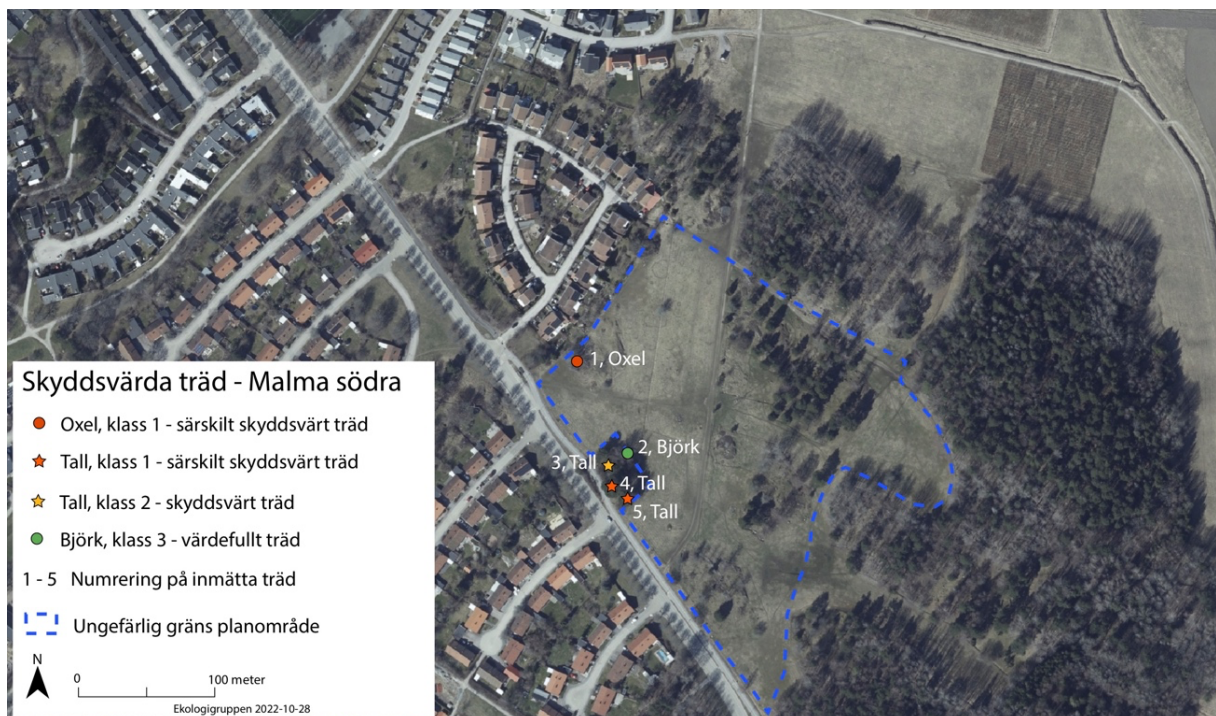 Skyddsvärda träd - Malma södra
Oxel, klass 1 - särskilt skyddsvärt träd
Tall, klass 1 - särskilt skyddsvärt träd
Tall, klass 2 - skyddsvärt träd
Björk, klass 3 - värdefullt träd
1 - 5 Numrering på inmätta träd
Ungefärlig gräns planområde
N
0 100 meter
Ekologigruppen 2022-10-28
1, Oxel
2, Björk
3, Tall
4, Tall
5, Tall